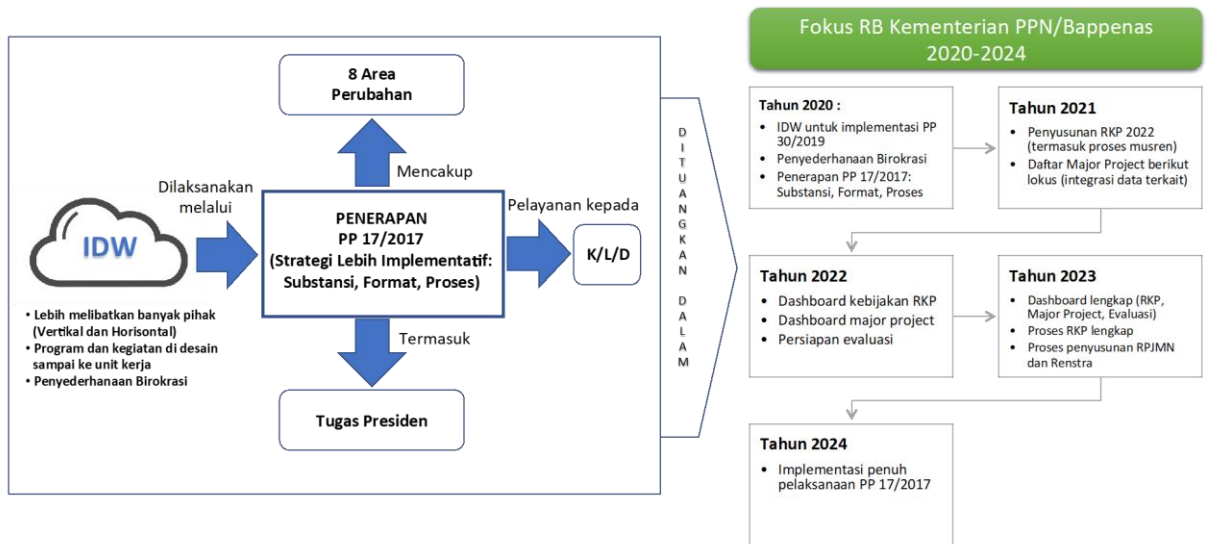 Fokus RB Kementerian PPN/Bappenas
2020-2024
8 Area
Perubahan
Mencakup
Dilaksanakan
melalui
IDW
• Lebih melibatkan banyak pihak
(Vertikal dan Horisontal)
• Program dan kegiatan di desain
sampai ke unit kerja
• Penyederhanaan Birokrasi
PENERAPAN
PP 17/2017
(Strategi Lebih Implementatif:
Substansi, Format, Proses)
Pelayanan kepada
K/L/D
Termasuk
Tugas Presiden
DITUANGKAN DALAM
Tahun 2020 :
• IDW untuk implementasi PP
30/2019
• Penyederhanaan Birokrasi
• Penerapan PP 17/2017:
Substansi, Format, Proses
Tahun 2021
• Penyusunan RKP 2022
(termasuk proses musren)
• Daftar Major Project berikut
lokus (integrasi data terkait)
Tahun 2022
• Dashboard kebijakan RKP
• Dashboard major project
• Persiapan evaluasi
Tahun 2023
• Dashboard lengkap (RKP,
Major Project, Evaluasi)
• Proses RKP lengkap
• Proses penyusunan RPJMN
dan Renstra
Tahun 2024
• Implementasi penuh
pelaksanaan PP 17/2017